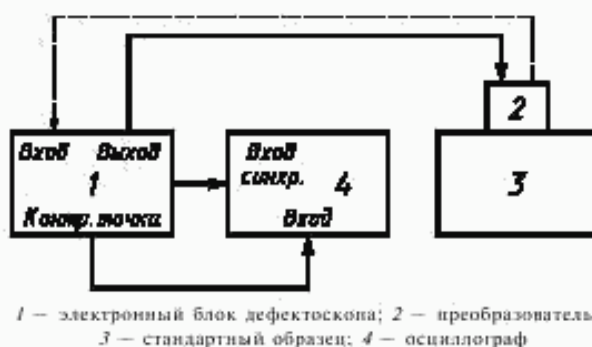 2
Вход Выход
1
Контр. точка
Вход
синхр. 4
Вход
3
1 — электронный блок дефектоскопа; 2 — преобразователь
3 — стандартный образец; 4 — осциллограф